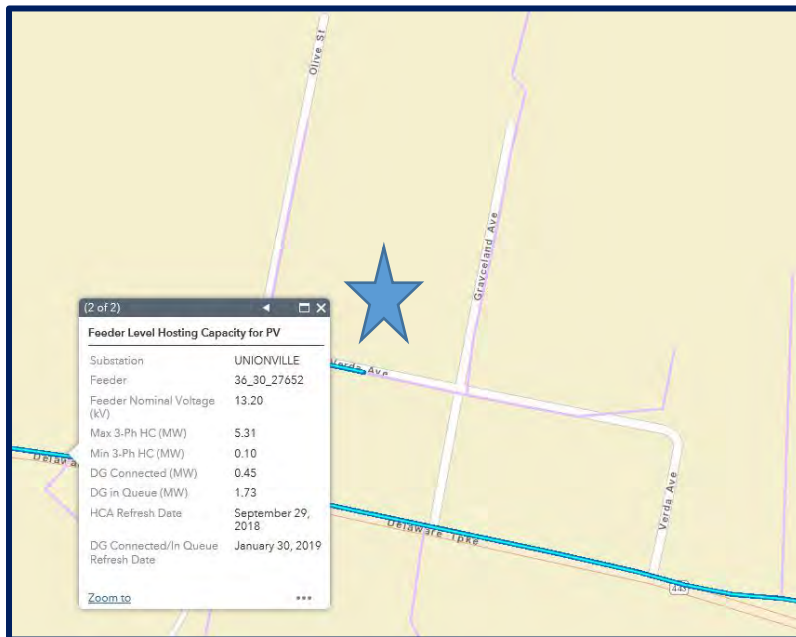 Olive St
Grayceland Ave
(2 of 2)
Feeder Level Hosting Capacity for PV
Substation UNIONVILLE
Feeder 36_30_27652
Feeder Nominal Voltage (kV) 13.20
Max 3-Ph HC (MW) 5.31
Min 3-Ph HC (MW) 0.10
DG Connected (MW) 0.45
DG in Queue (MW) 1.73
HCA Refresh Date September 29, 2018
DG Connected/In Queue Refresh Date January 30, 2019
Zoom to
Verda Ave
Delawa
Delaware Tpke
Verda Ave
443